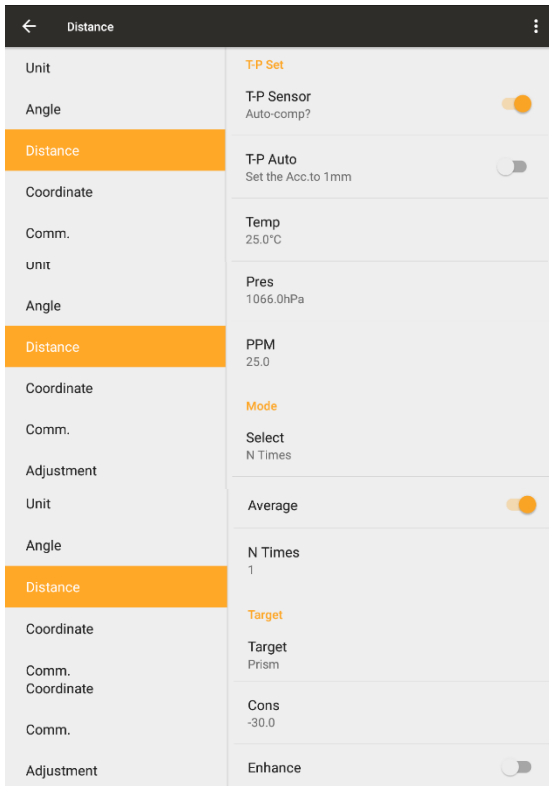 Distance
Unit
Angle
Distance
Coordinate
Comm.
Unit
Angle
Distance
Coordinate
Comm.
Adjustment
Unit
Angle
Distance
Coordinate
Comm.
Coordinate
Comm.
Adjustment
T-P Set
T-P Sensor
Auto-comp?
T-P Auto
Set the Acc.to 1mm
Temp
25.0°C
Pres
1066.0hPa
PPM
25.0
Mode
Select
N Times
Average
N Times
1
Target
Target
Prism
Cons
-30.0
Enhance